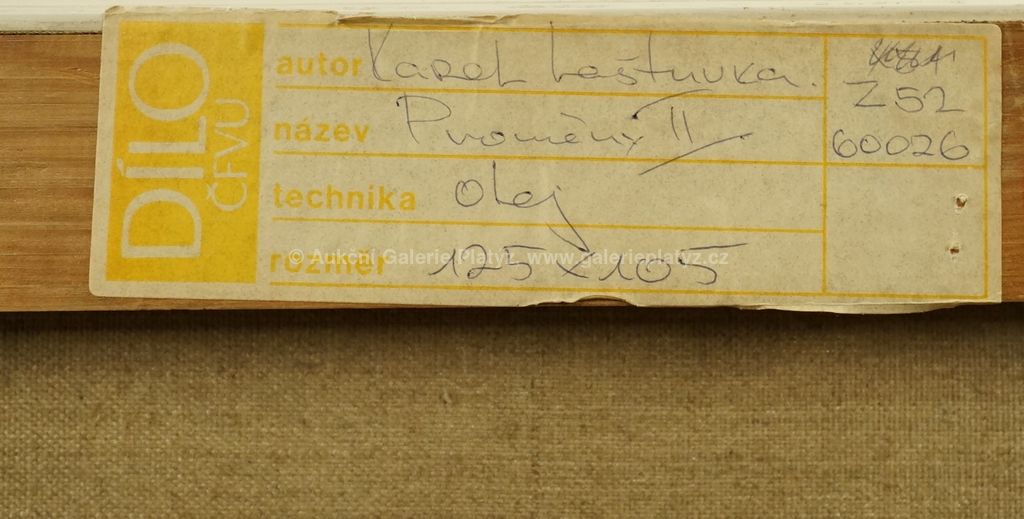 DÍLO
ČFVU
autor Karel Laštuvka.
název Proměny II
technika olej
rozměr 125 x 105
Z52
60026
© Aukční Galerie Platýz, www.galerieplatyz.cz